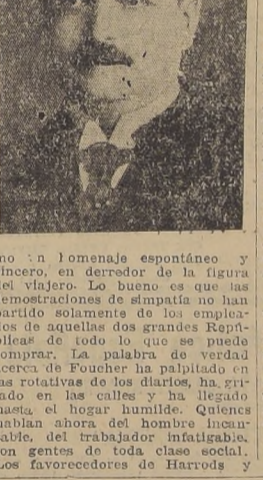 mo un homenaje espontáneo y
incero, en derredor de la figura
del viajero. Lo bueno es que las
demostraciones de simpatía no han
partido solamente de los emplea-
dos de aquellas dos grandes Repú-
blicas de todo lo que se puede
comprar. La palabra de verdad
acerca de Foucher ha palpitado en
las rotativas de los diarios, ha gri-
tado en las calles y ha llegado
hasta el hogar humilde. Quienes
hablan ahora del hombre incan-
sable, del trabajador infatigable,
son gentes de toda clase social.
Los favorecedores de Harrods y